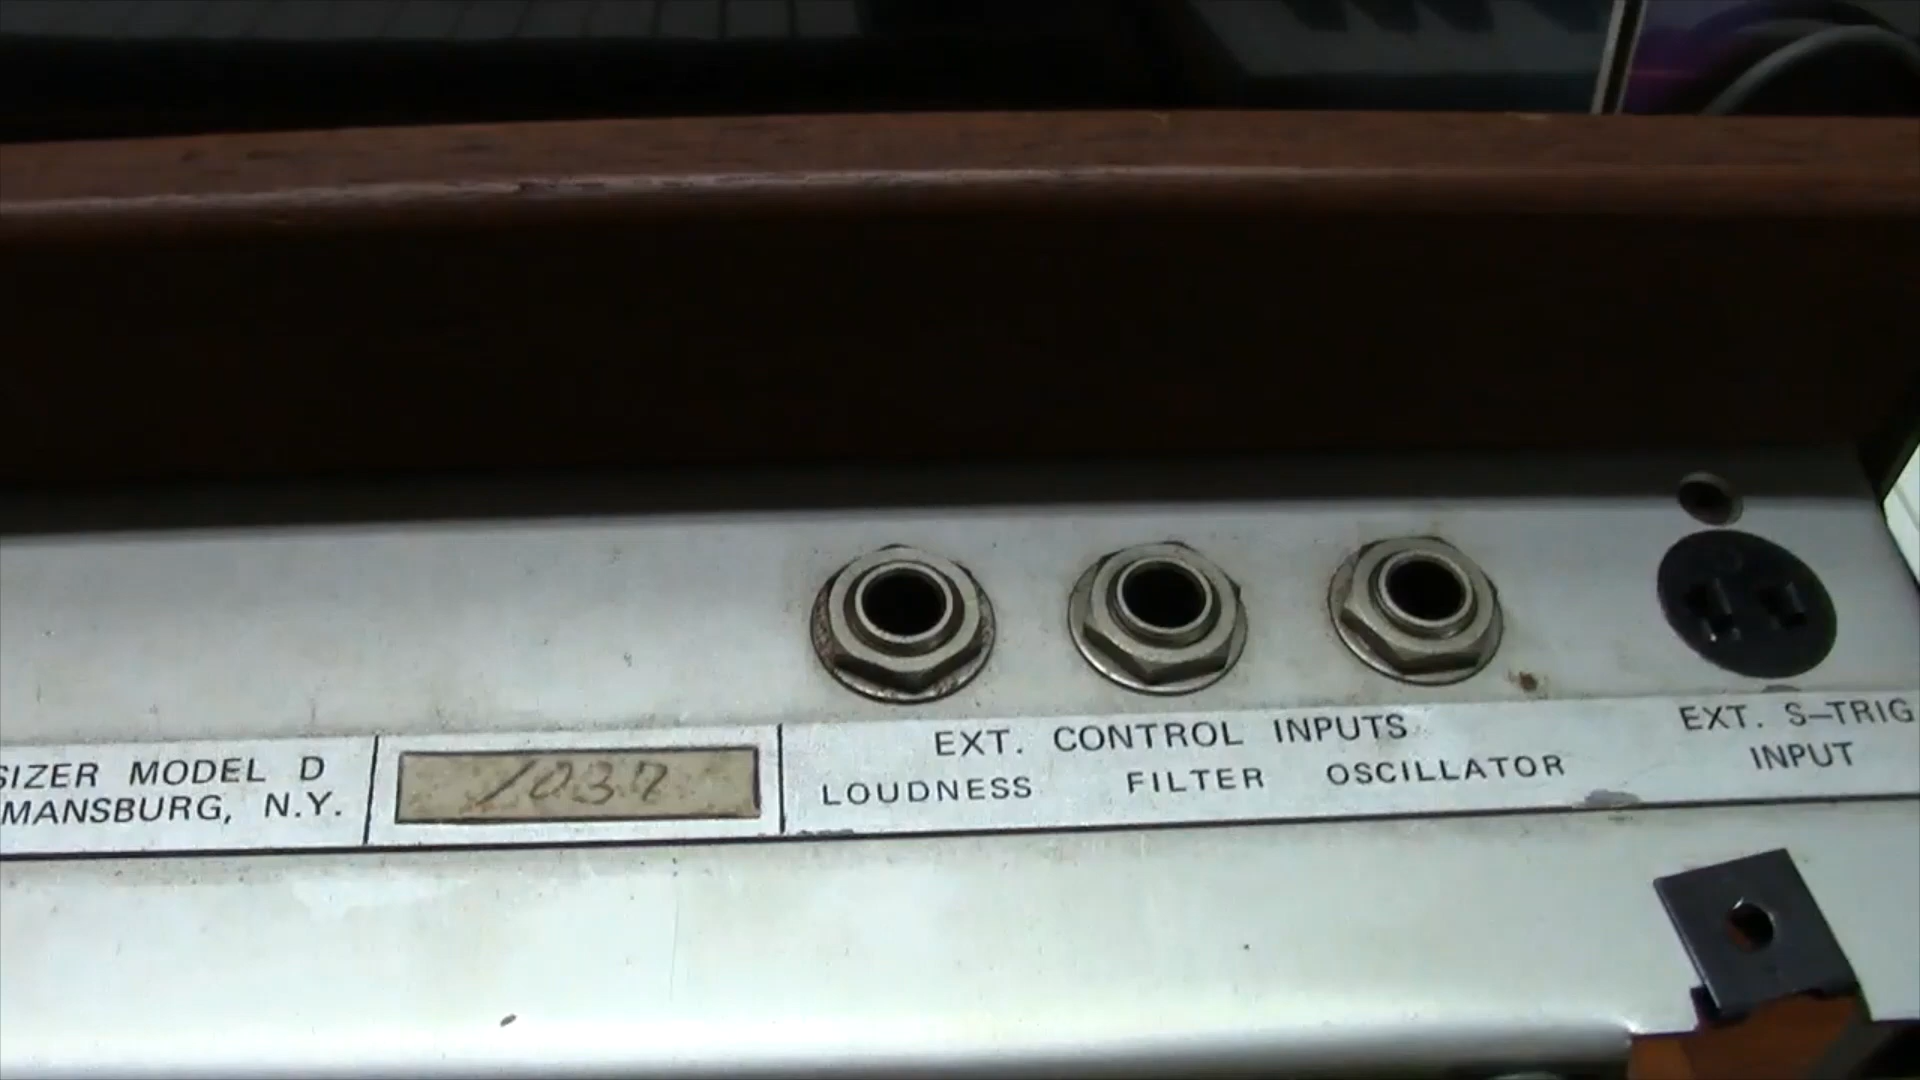 SIZER MODEL D
MANSBURG, N.Y.
1037
EXT. CONTROL INPUTS
LOUDNESS FILTER OSCILLATOR
EXT. S-TRIG
INPUT